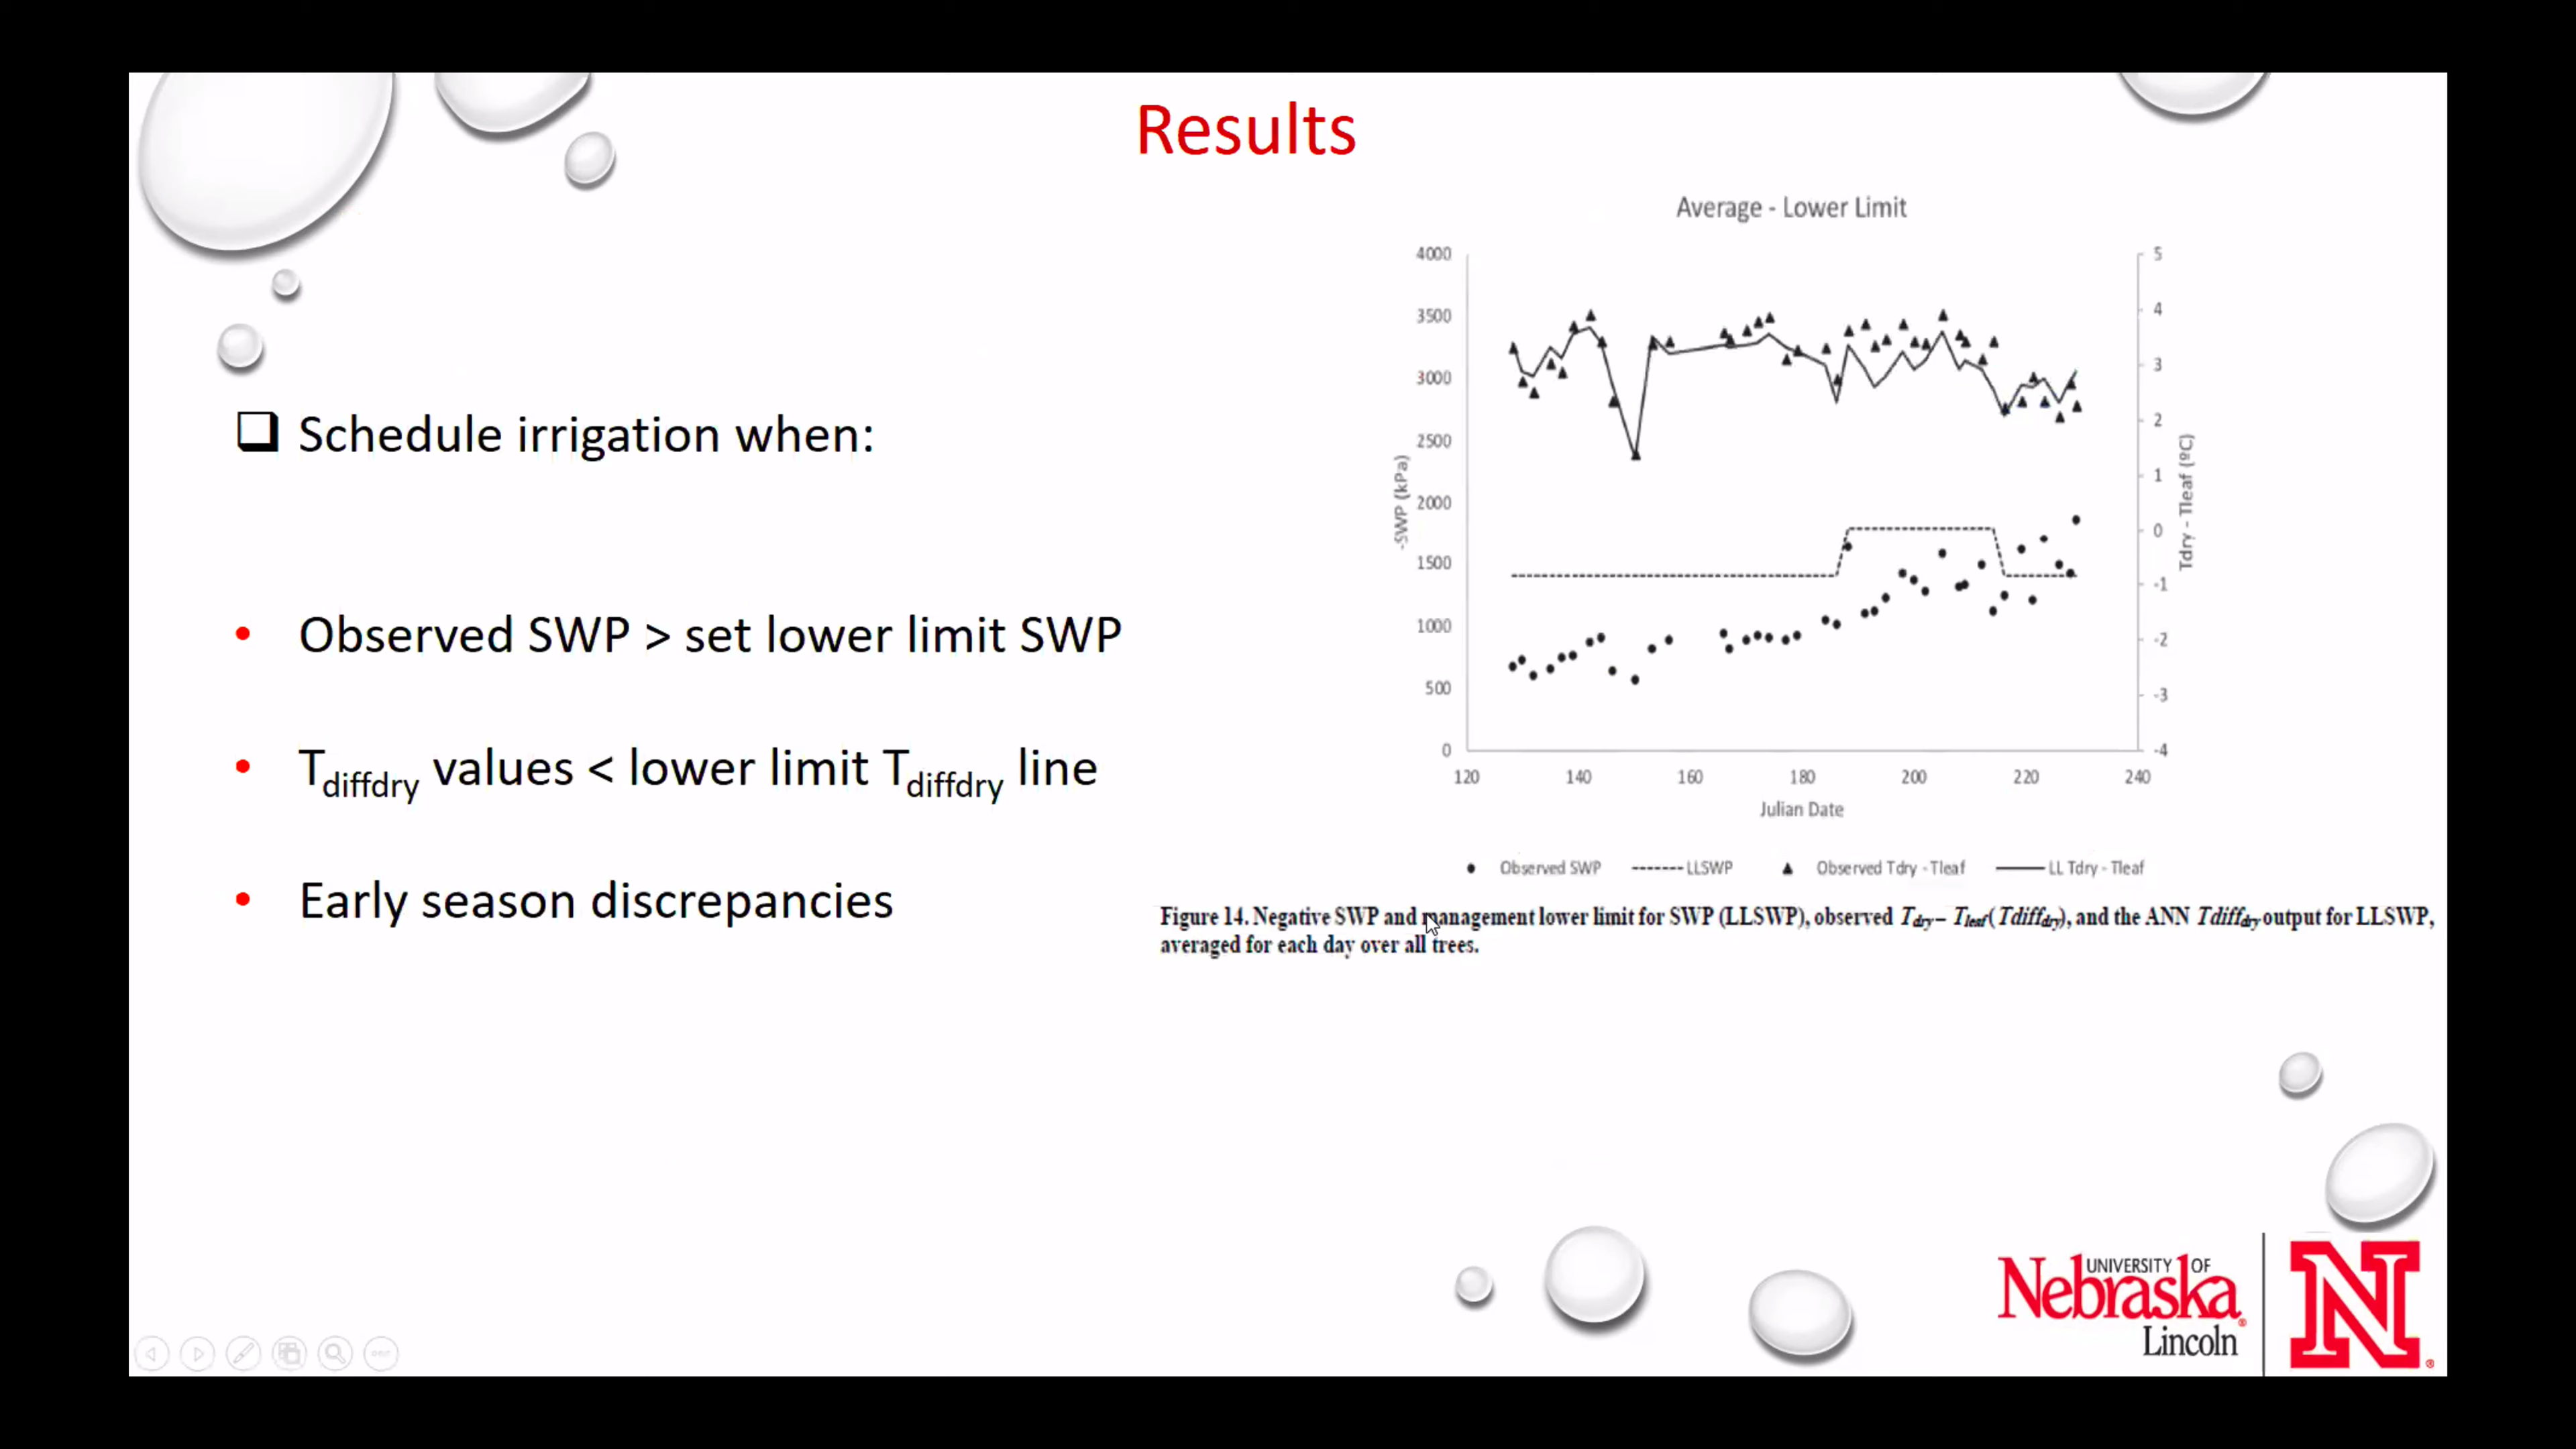 Results
Schedule irrigation when:
• Observed SWP > set lower limit SWP
• Tdiffdry values < lower limit Tdiffdry line
• Early season discrepancies
Average - Lower Limit
4000
3500
3000
2500
2000
1500
1000
500
0
-SWP (kPa)
5
4
3
2
1
0
-1
-2
-3
-4
Tdry - Tleaf (ºC)
120 140 160 180 200 220 240
Julian Date
Observed SWP LLSWP Observed Tdry - Tleaf LL Tdry - Tleaf
Figure 14. Negative SWP and management lower limit for SWP (LLSWP), observed Tdry – Tleaf (Tdiffdry), and the ANN Tdiffdry output for LLSWP,
averaged for each day over all trees.
UNIVERSITY OF
Nebraska®
Lincoln
N®